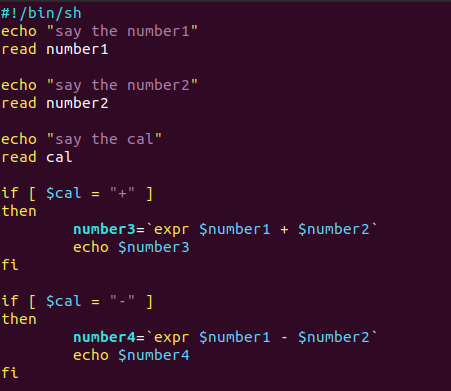 #!/bin/sh
echo "say the number1"
read number1

echo "say the number2"
read number2

echo "say the cal"
read cal

if [ $cal = "+" ]
then
        number3=`expr $number1 + $number2`
        echo $number3
fi

if [ $cal = "-" ]
then
        number4=`expr $number1 - $number2`
        echo $number4
fi